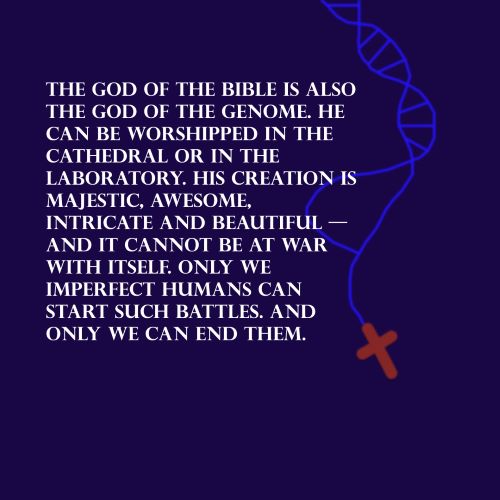 THE GOD OF THE BIBLE IS ALSO
THE GOD OF THE GENOME. HE
CAN BE WORSHIPPED IN THE
CATHEDRAL OR IN THE
LABORATORY. HIS CREATION IS
MAJESTIC, AWESOME,
INTRICATE AND BEAUTIFUL —
AND IT CANNOT BE AT WAR
WITH ITSELF. ONLY WE
IMPERFECT HUMANS CAN
START SUCH BATTLES. AND
ONLY WE CAN END THEM.